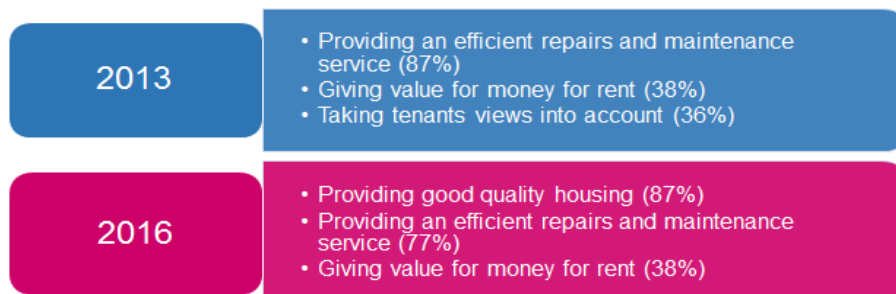 2013
• Providing an efficient repairs and maintenance
service (87%)
• Giving value for money for rent (38%)
• Taking tenants views into account (36%)
2016
• Providing good quality housing (87%)
• Providing an efficient repairs and maintenance
service (77%)
• Giving value for money for rent (38%)